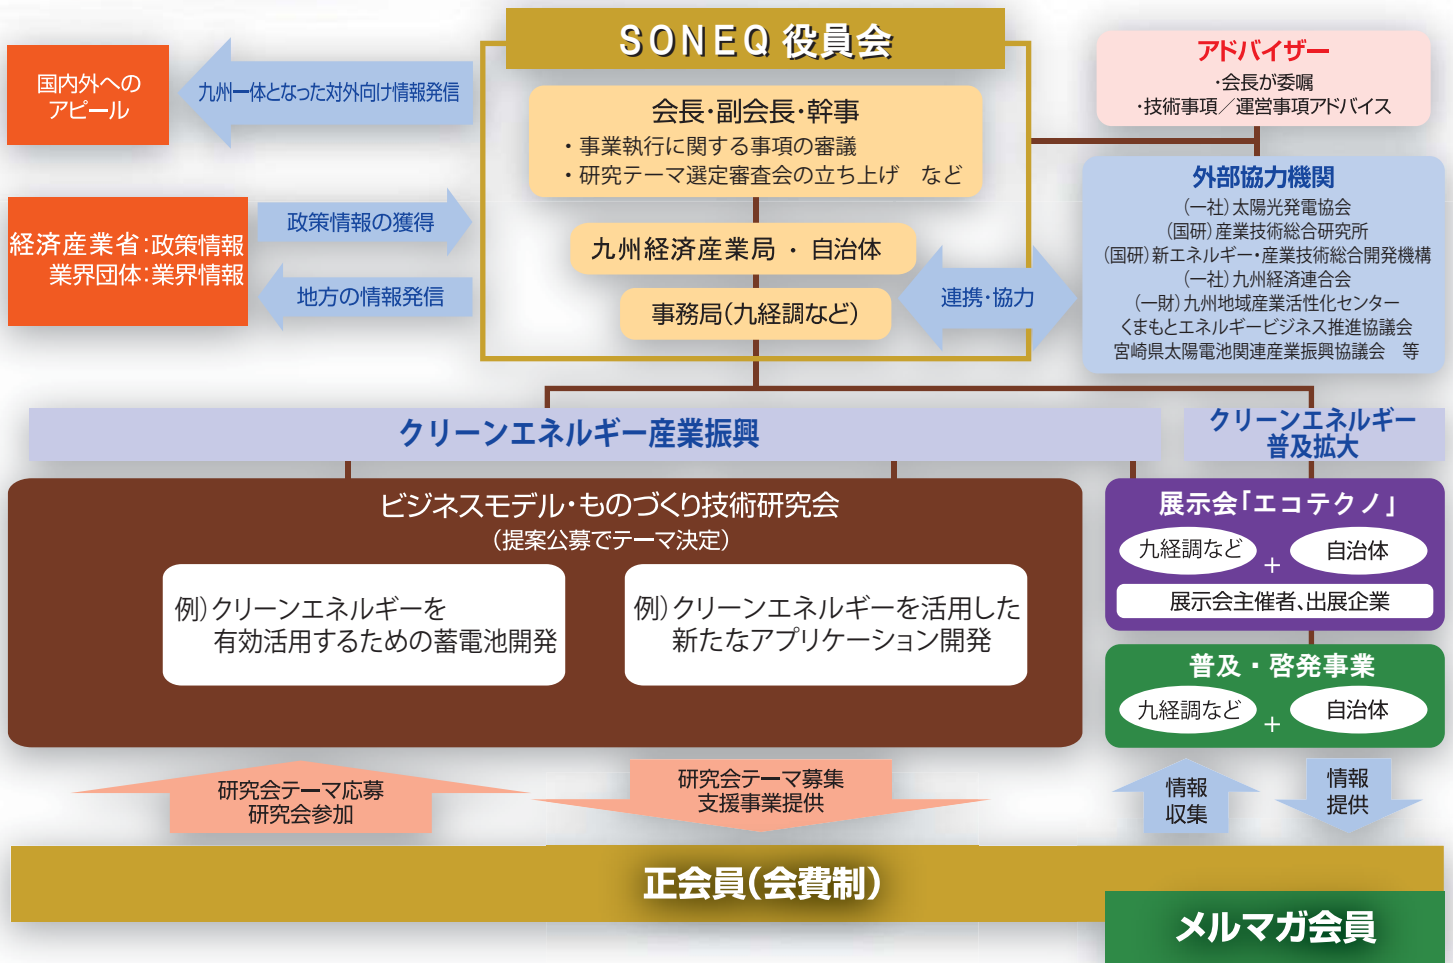 SONEQ 役員会
国内外への
アピール
九州一体となった対外向け情報発信
会長・副会長・幹事
・事業執行に関する事項の審議
・研究テーマ選定審査会の立ち上げ　など
アドバイザー
・会長が委嘱
・技術事項／運営事項アドバイス
経済産業省：政策情報
業界団体：業界情報
政策情報の獲得
地方の情報発信
九州経済産業局 ・ 自治体
事務局（九経調など）
連携・協力
外部協力機関
（一社）太陽光発電協会
（国研）産業技術総合研究所
（国研）新エネルギー・産業技術総合開発機構
（一社）九州経済連合会
（一財）九州地域産業活性化センター
くまもとエネルギービジネス推進協議会
宮崎県太陽電池関連産業振興協議会　等
クリーンエネルギー産業振興
クリーンエネルギー
普及拡大
ビジネスモデル・ものづくり技術研究会
（提案公募でテーマ決定）
例）クリーンエネルギーを
有効活用するための蓄電池開発
例）クリーンエネルギーを活用した
新たなアプリケーション開発
展示会「エコテクノ」
九経調など
＋
自治体
展示会主催者、出展企業
普及・啓発事業
九経調など
＋
自治体
研究会テーマ応募
研究会参加
研究会テーマ募集
支援事業提供
情報
収集
情報
提供
正会員（会費制）
メルマガ会員